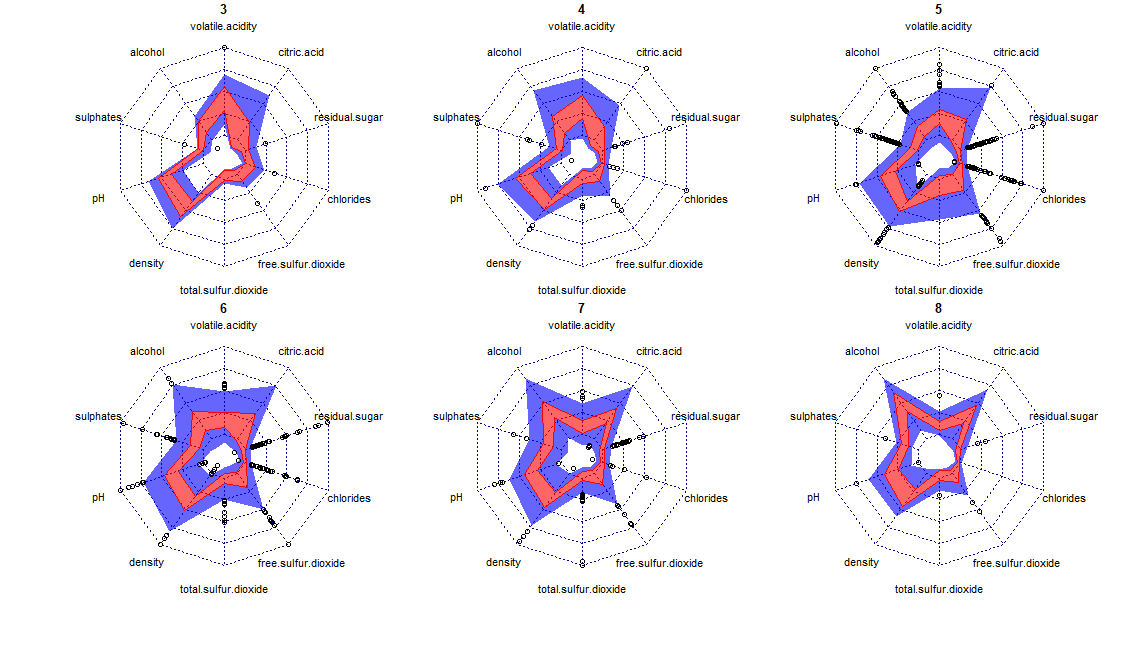 3
volatile.acidity
alcohol
citric.acid
sulphates
residual.sugar
pH
chlorides
density
free.sulfur.dioxide
total.sulfur.dioxide
4
volatile.acidity
alcohol
citric.acid
sulphates
residual.sugar
pH
chlorides
density
free.sulfur.dioxide
total.sulfur.dioxide
5
volatile.acidity
alcohol
citric.acid
sulphates
residual.sugar
pH
chlorides
density
free.sulfur.dioxide
total.sulfur.dioxide
6
volatile.acidity
alcohol
citric.acid
sulphates
residual.sugar
pH
chlorides
density
free.sulfur.dioxide
total.sulfur.dioxide
7
volatile.acidity
alcohol
citric.acid
sulphates
residual.sugar
pH
chlorides
density
free.sulfur.dioxide
total.sulfur.dioxide
8
volatile.acidity
alcohol
citric.acid
sulphates
residual.sugar
pH
chlorides
density
free.sulfur.dioxide
total.sulfur.dioxide